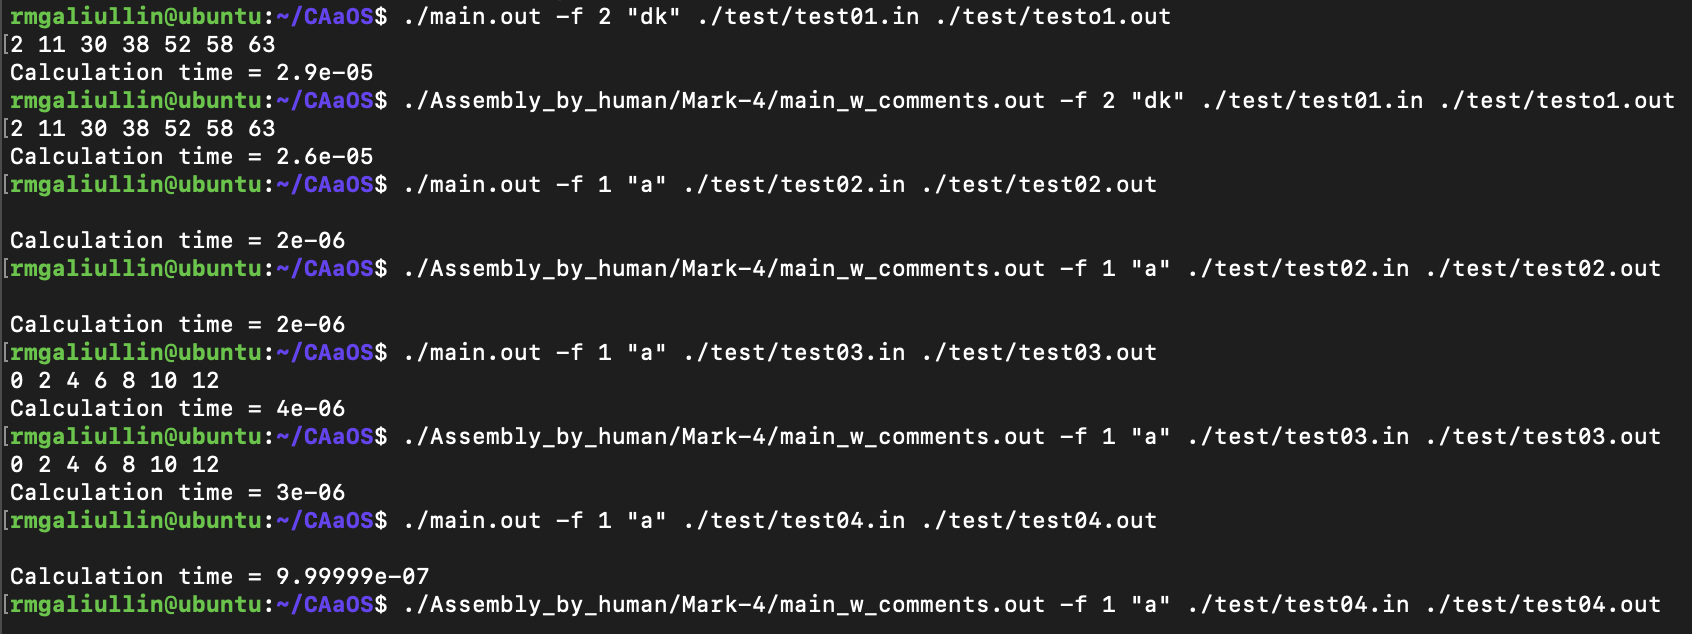 rmgaliullin@ubuntu:~/CAaOS$ ./main.out -f 2 "dk" ./test/test01.in ./test/testo1.out
[2 11 30 38 52 58 63
Calculation time = 2.9e-05
rmgaliullin@ubuntu:~/CAaOS$ ./Assembly_by_human/Mark-4/main_w_comments.out -f 2 "dk" ./test/test01.in ./test/testo1.out
[2 11 30 38 52 58 63
Calculation time = 2.6e-05
[rmgaliullin@ubuntu:~/CAaOS$ ./main.out -f 1 "a" ./test/test02.in ./test/test02.out
Calculation time = 2e-06
[rmgaliullin@ubuntu:~/CAaOS$ ./Assembly_by_human/Mark-4/main_w_comments.out -f 1 "a" ./test/test02.in ./test/test02.out
Calculation time = 2e-06
[rmgaliullin@ubuntu:~/CAaOS$ ./main.out -f 1 "a" ./test/test03.in ./test/test03.out
0 2 4 6 8 10 12
Calculation time = 4e-06
[rmgaliullin@ubuntu:~/CAaOS$ ./Assembly_by_human/Mark-4/main_w_comments.out -f 1 "a" ./test/test03.in ./test/test03.out
0 2 4 6 8 10 12
Calculation time = 3e-06
[rmgaliullin@ubuntu:~/CAaOS$ ./main.out -f 1 "a" ./test/test04.in ./test/test04.out
Calculation time = 9.99999e-07
[rmgaliullin@ubuntu:~/CAaOS$ ./Assembly_by_human/Mark-4/main_w_comments.out -f 1 "a" ./test/test04.in ./test/test04.out